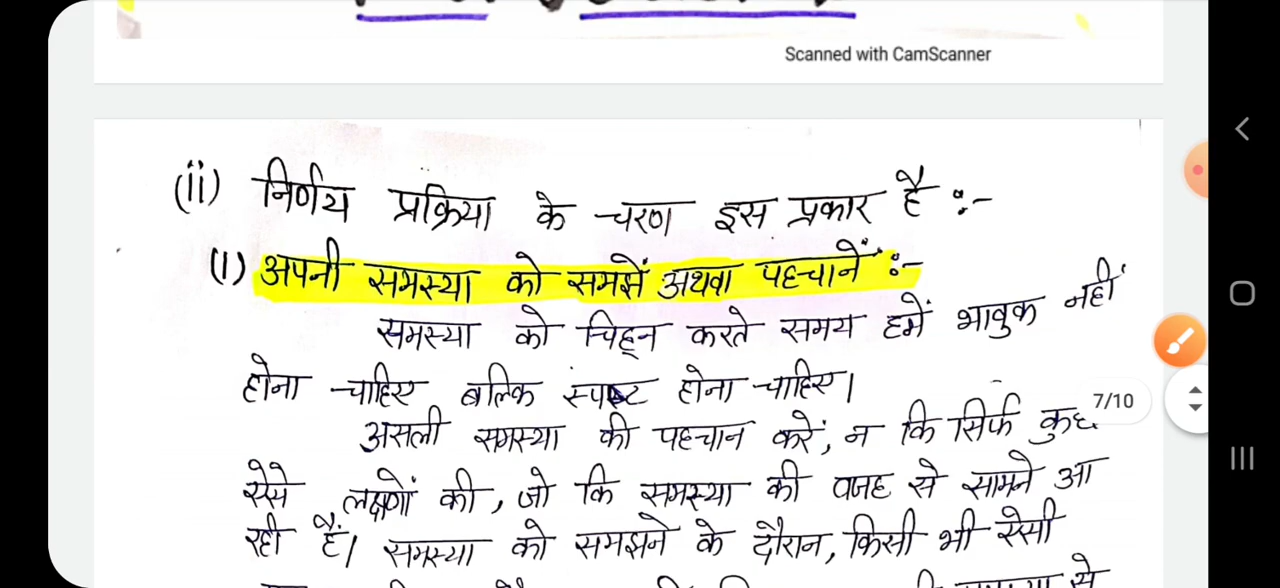 Scanned with CamScanner
(ii) निर्णय प्रक्रिया के चरण इस प्रकार है :-
(1) अपनी समस्या को समझें अथवा पहचानें :-
समस्या को चिह्न करते समय हमें भावुक नहीं
होना चाहिए बल्कि स्पष्ट होना चाहिए।
असली समस्या की पहचान करें, न कि सिर्फ कुछ
ऐसे लक्षणों की, जो कि समस्या की वजह से सामने आ
रही हैं। समस्या को समझने के दौरान, किसी भी ऐसी
7/10